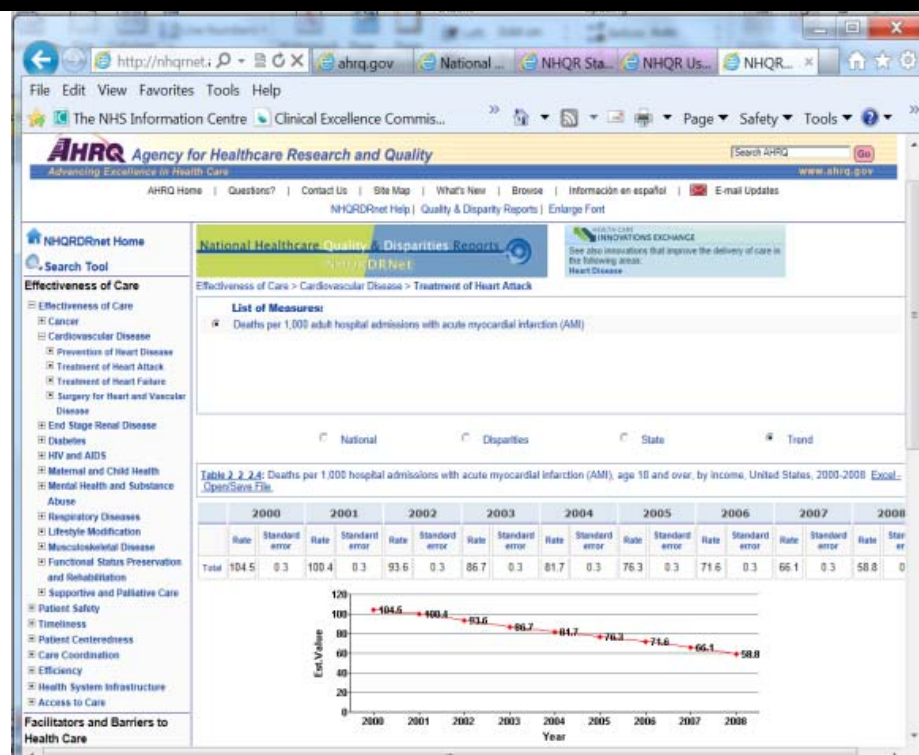 http://nhqrnet.a
ahrq.gov
National ...
NHQR Sta...
NHQR Us...
NHQR...
File Edit View Favorites Tools Help
The NHS Information Centre
Clinical Excellence Commis...
Page Safety Tools
AHRQ Agency for Healthcare Research and Quality
Search AHRQ
Go
Advancing Excellence in Health Care
www.ahrq.gov
AHRQ Home | Questions? | Contact Us | Site Map | What's New | Browse | Información en español | E-mail Updates
NHQRDRnet Help | Quality & Disparity Reports | Enlarge Font
NHQRDRnet Home
Search Tool
National Healthcare Quality & Disparities Reports
NHQRDRNet
HEALTH CARE
INNOVATIONS EXCHANGE
See also innovations that improve the delivery of care in
the following areas:
Heart Disease
Effectiveness of Care
Effectiveness of Care > Cardiovascular Disease > Treatment of Heart Attack
Effectiveness of Care
Cancer
Cardiovascular Disease
Prevention of Heart Disease
Treatment of Heart Attack
Treatment of Heart Failure
Surgery for Heart and Vascular
Disease
End Stage Renal Disease
Diabetes
HIV and AIDS
Maternal and Child Health
Mental Health and Substance
Abuse
Respiratory Diseases
Lifestyle Modification
Musculoskeletal Disease
Functional Status Preservation
and Rehabilitation
Supportive and Palliative Care
Patient Safety
Timeliness
Patient Centeredness
Care Coordination
Efficiency
Health System Infrastructure
Access to Care
Facilitators and Barriers to
Health Care
List of Measures:
Deaths per 1,000 adult hospital admissions with acute myocardial infarction (AMI)
National Disparities State Trend
Table 2_2_2.4: Deaths per 1,000 hospital admissions with acute myocardial infarction (AMI), age 18 and over, by income, United States, 2000-2008 Excel-
Open/Save File
2000 2001 2002 2003 2004 2005 2006 2007 2008
Rate Standard error Rate Standard error Rate Standard error Rate Standard error Rate Standard error Rate Standard error Rate Standard error Rate Standard error Rate
Total 104.5 0.3 100.4 0.3 93.6 0.3 86.7 0.3 81.7 0.3 76.3 0.3 71.6 0.3 66.1 0.3 58.8
Est.Value
120
100
80
60
40
20
0
104.5 100.4 93.6 86.7 81.7 76.3 71.6 66.1 58.8
2000 2001 2002 2003 2004 2005 2006 2007 2008
Year